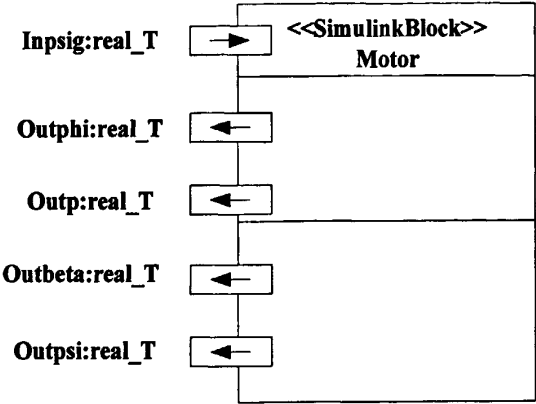 Inpsig:real_T
<<SimulinkBlock>>
Motor
Outphi:real_T
Outp:real_T
Outbeta:real_T
Outpsi:real_T